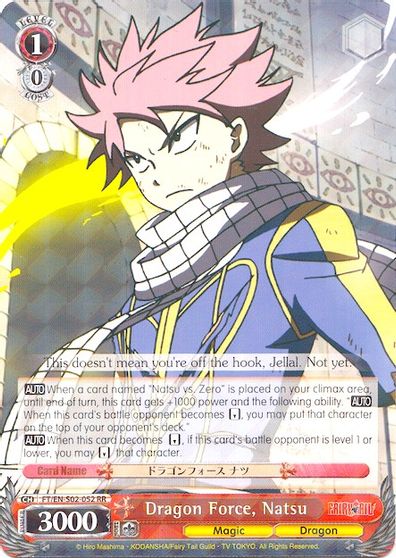 LEVEL
1
0
COST
This doesn't mean you're off the hook, Jellal. Not yet.
【AUTO】When a card named "Natsu vs. Zero" is placed on your climax area,
until end of turn, this card gets +1000 power and the following ability. "【AUTO】
When this card's battle opponent becomes [▼], you may put that character
on the top of your opponent's deck."
【AUTO】When this card becomes [▼], if this card's battle opponent is level 1 or
lower, you may [▼] that character.
Card Name
ドラゴンフォース ナツ
CH FT/EN-S02-052 RR
POWER
3000
Dragon Force, Natsu
FAIRY TAIL
Magic
Dragon
© Hiro Mashima - KODANSHA/Fairy Tail Guild - TV TOKYO. All Rights Reserved.